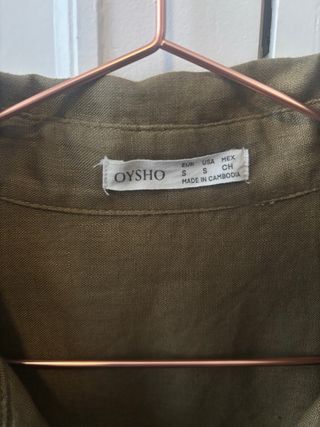 OYSHO
EUR USA MEX
S S CH
MADE IN CAMBODIA